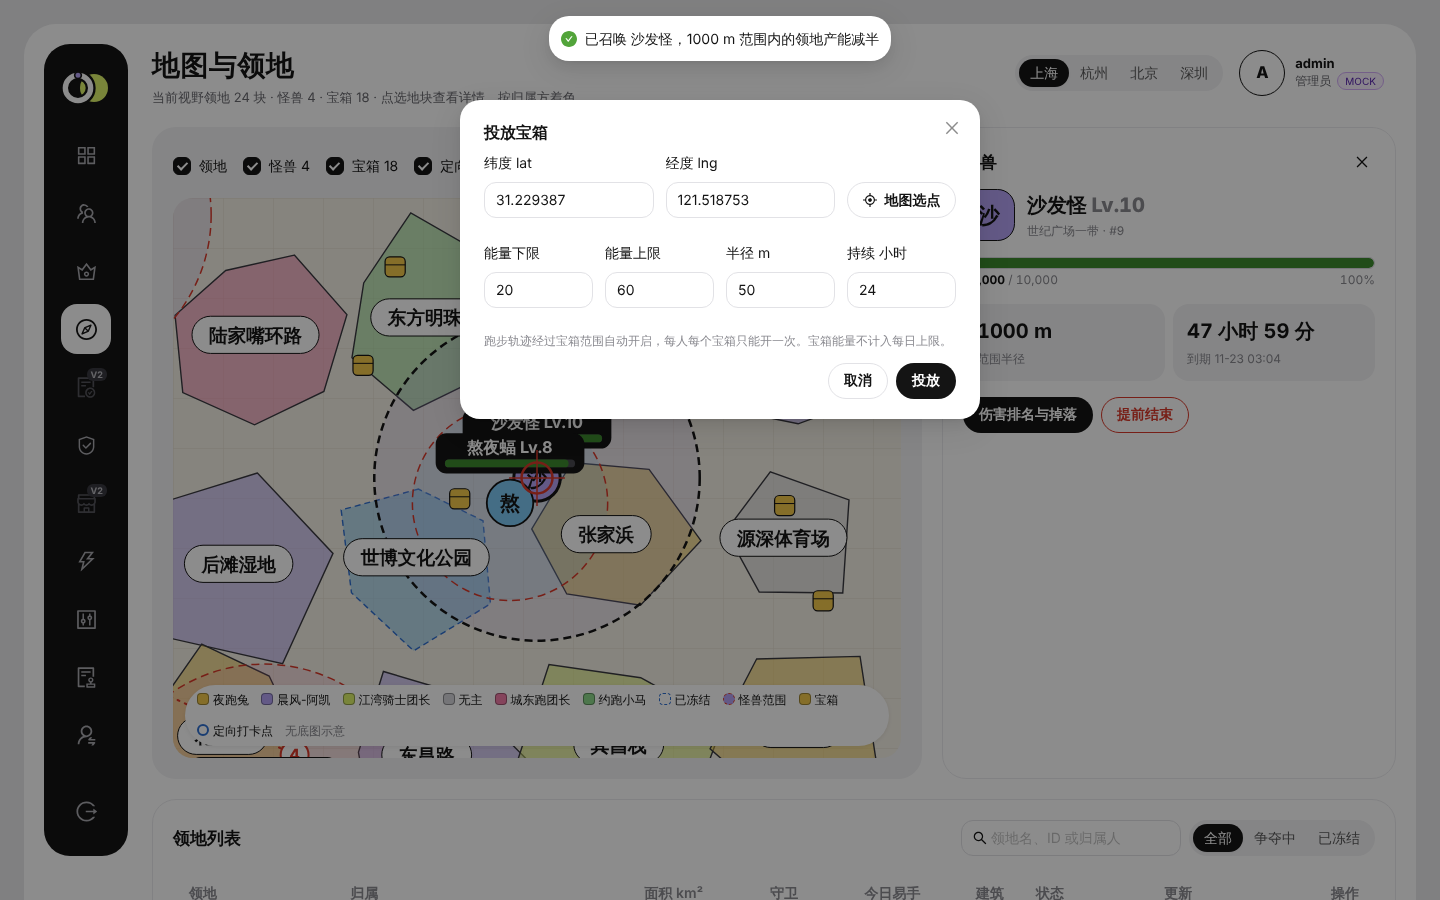 已召唤 沙发怪，1000 m 范围内的领地产能减半
地图与领地
当前视野领地 24 块 · 怪兽 4 · 宝箱 18 · 点选地块查看详情，按归属方着色
上海
杭州
北京
深圳
A
admin
管理员
MOCK
V2
V2
领地
怪兽 4
宝箱 18
投放宝箱
纬度 lat
经度 lng
31.229387
121.518753
地图选点
能量下限
能量上限
半径 m
持续 小时
20
60
50
24
跑步轨迹经过宝箱范围自动开启，每人每个宝箱只能开一次。宝箱能量不计入每日上限。
取消
投放
陆家嘴环路
东方明珠
沙发怪 Lv.10
熬夜蝠 Lv.8
熬
张家浜
源深体育场
后滩湿地
世博文化公园
夜跑兔
晨风-阿凯
江湾骑士团长
无主
城东跑团长
约跑小马
已冻结
怪兽范围
宝箱
定向打卡点
无底图示意
4
东昌路
兽
沙
沙发怪 Lv.10
世纪广场一带 · #9
,000 / 10,000
100%
1000 m
范围半径
47 小时 59 分
到期 11-23 03:04
伤害排名与掉落
提前结束
领地列表
领地名、ID 或归属人
全部
争夺中
已冻结
领地
归属
面积 km²
守卫
今日易手
建筑
状态
更新
操作